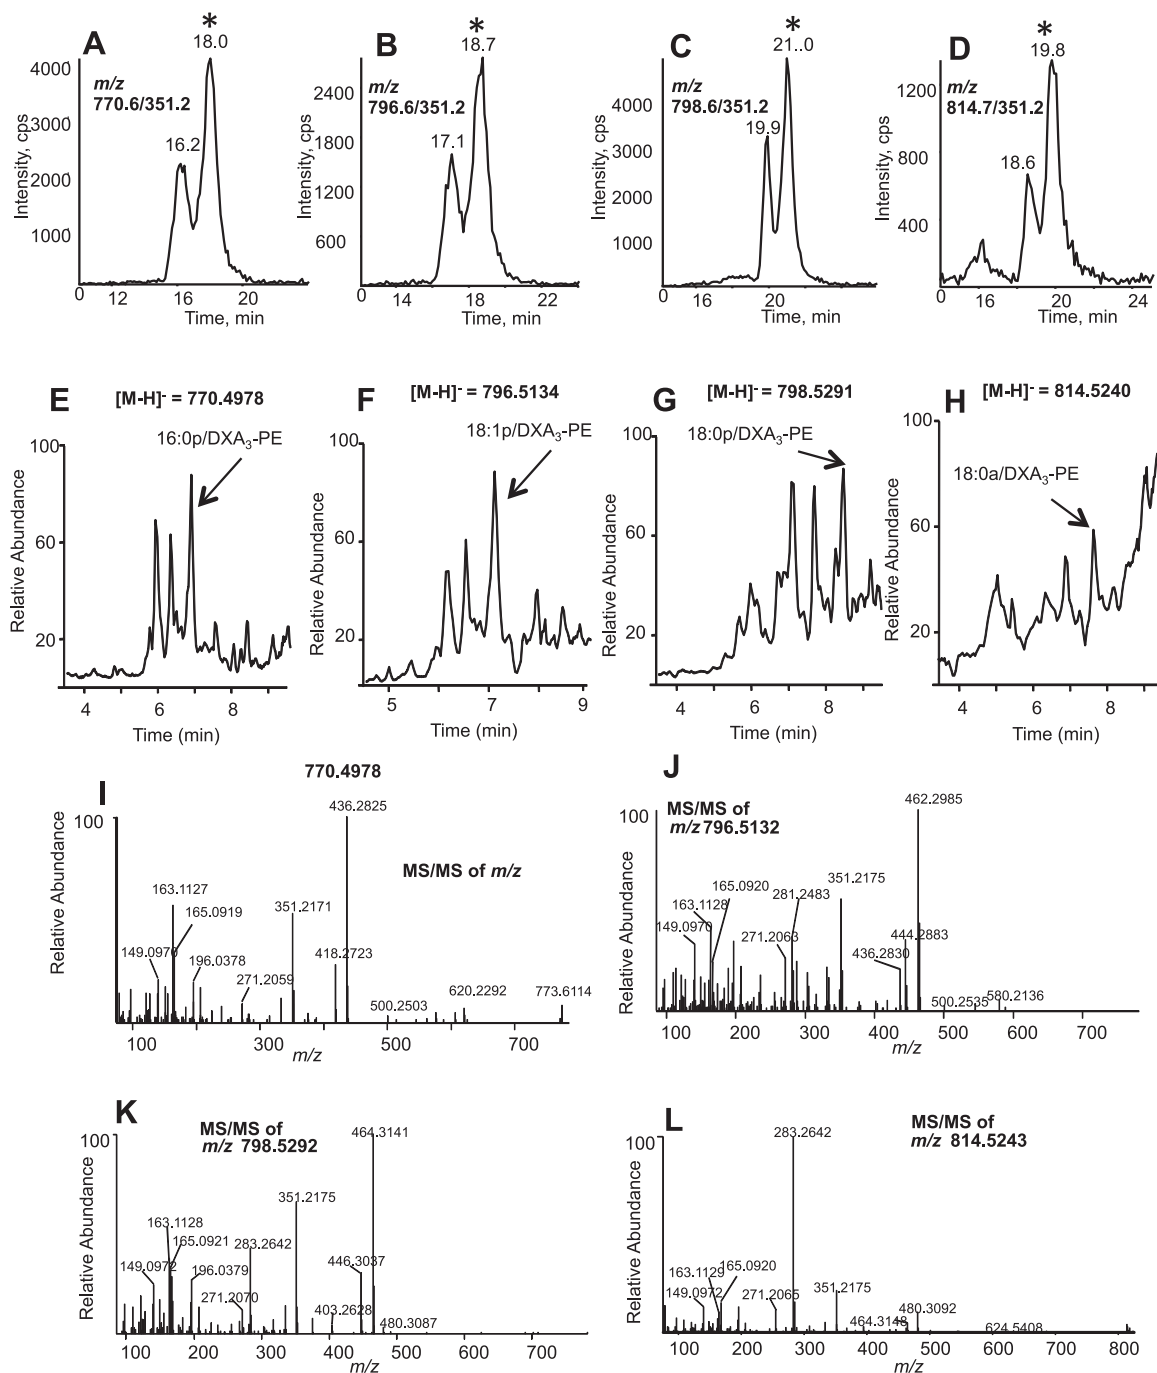 A
*
18.0
m/z
770.6/351.2
16.2
Intensity, cps
4000
3000
2000
1000
0 12 16 20
Time, min
B
*
18.7
796.6/351.2
17.1
Intensity, cps
2400
1800
1200
600
0 14 18 22
Time, min
C
*
21..0
m/z
798.6/351.2
19.9
Intensity, cps
4000
3000
2000
1000
0 16 20
Time, min
D
*
19.8
m/z
814.7/351.2
18.6
Intensity, cps
1200
800
400
0 16 20 24
Time, min
E
[M-H]⁻ = 770.4978
16:0p/DXA₃-PE
Relative Abundance
100
60
20
4 6 8
Time (min)
F
[M-H]⁻ = 796.5134
18:1p/DXA₃-PE
Relative Abundance
100
60
20
5 7 9
Time (min)
G
[M-H]⁻ = 798.5291
18:0p/DXA₃-PE
Relative Abundance
100
60
20
4 6 8
Time (min)
H
[M-H]⁻ = 814.5240
18:0a/DXA₃-PE
Relative Abundance
100
60
20
4 6 8
Time (min)
I
770.4978
MS/MS of m/z
Relative Abundance
100
436.2825
163.1127
165.0919
351.2171
149.0970
196.0378
418.2723
271.2059
500.2503
620.2292
773.6114
100 300 500 700
m/z
J
MS/MS of
m/z 796.5132
Relative Abundance
100
462.2985
165.0920
281.2483
351.2175
163.1128
149.0970
271.2063
444.2883
436.2830
500.2535
580.2136
100 200 300 400 500 600 700
m/z
K
MS/MS of
m/z 798.5292
Relative Abundance
100
464.3141
351.2175
163.1128
165.0921
283.2642
446.3037
149.0972
196.0379
271.2070
403.2628
480.3087
100 200 300 400 500 600 700
m/z
L
MS/MS of
m/z 814.5243
Relative Abundance
100
283.2642
163.1129
165.0920
149.0972
271.2065
351.2175
464.3148
480.3092
624.5408
100 200 300 400 500 600 700 800
m/z